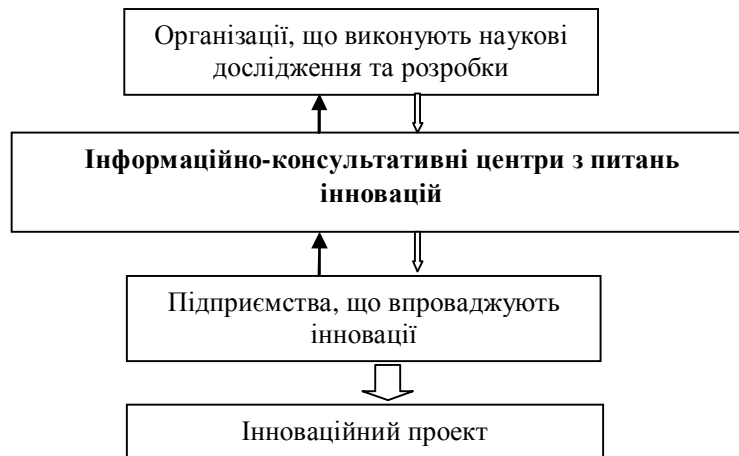 Організації, що виконують наукові
дослідження та розробки
Інформаційно-консультативні центри з питань
інновацій
Підприємства, що впроваджують
інновації
Інноваційний проект